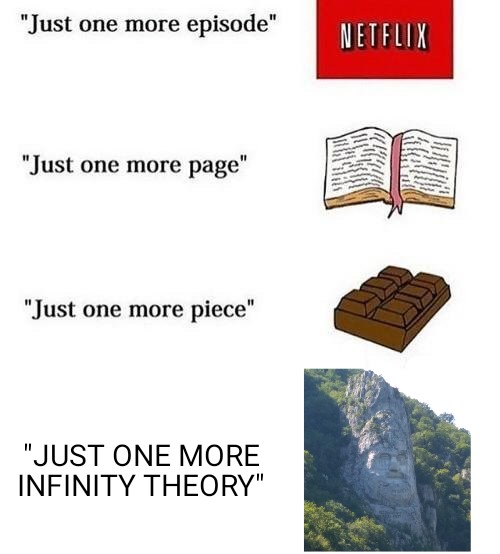 "Just one more episode"
NETFLIX
"Just one more page"
"Just one more piece"
"JUST ONE MORE
INFINITY THEORY"